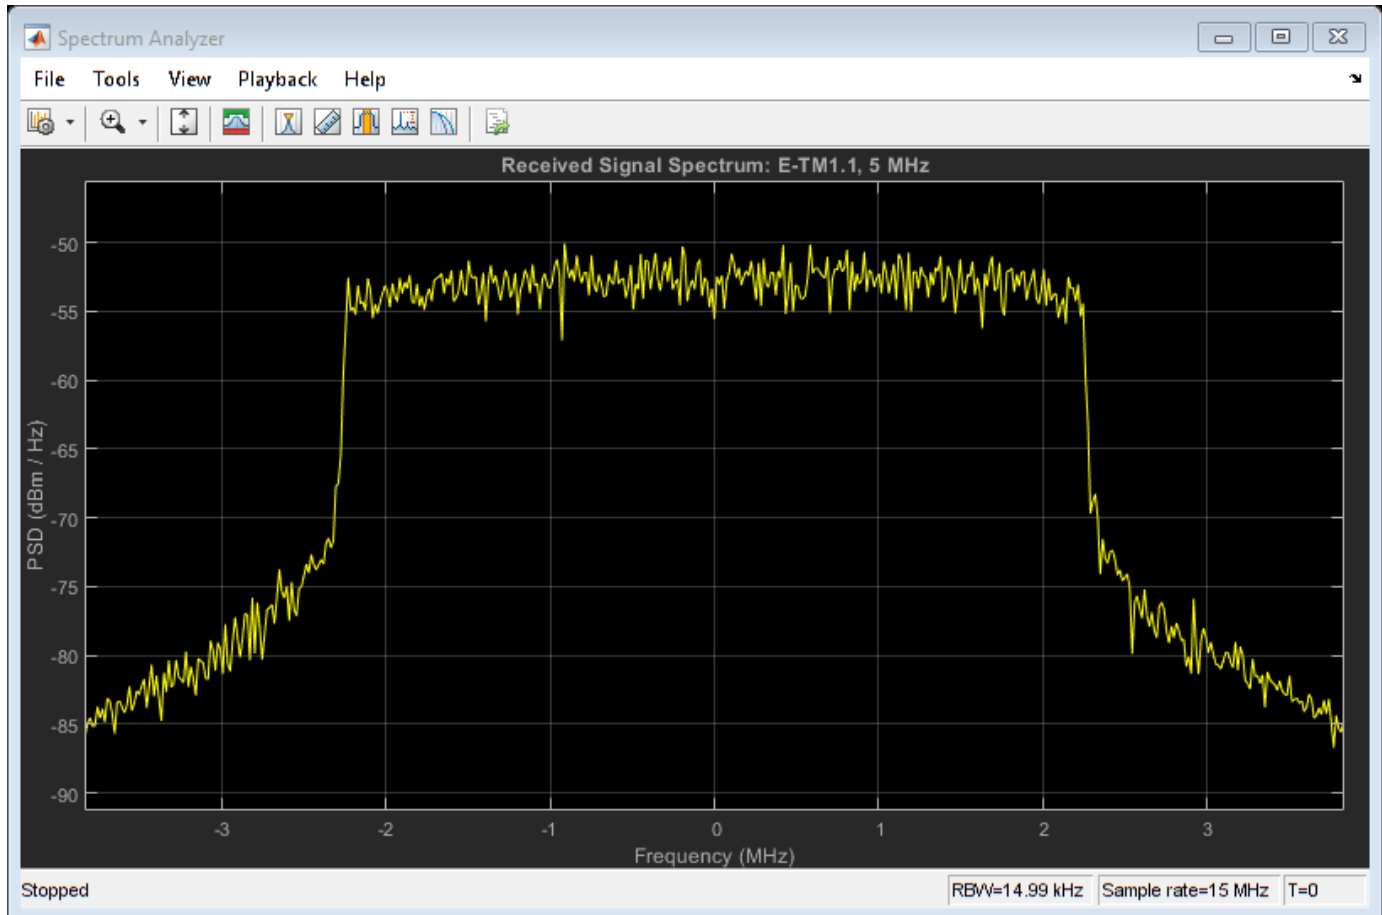 Spectrum Analyzer
File Tools View Playback Help
Received Signal Spectrum: E-TM1.1, 5 MHz
PSD (dBm / Hz)
-50
-55
-60
-65
-70
-75
-80
-85
-90
-3 -2 -1 0 1 2 3
Frequency (MHz)
Stopped RBW=14.99 kHz Sample rate=15 MHz T=0